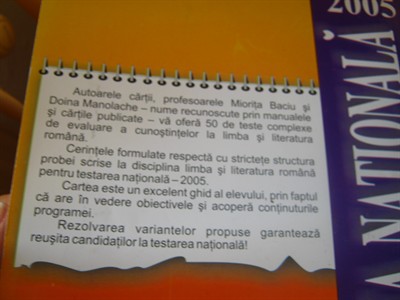 2005
A NAȚIONALĂ
Autoarele cărții, profesoarele Miorița Baciu și
Doina Manolache – nume recunoscute prin manualele
și cărțile publicate – vă oferă 50 de teste complexe
de evaluare a cunoștințelor la limba și literatura
română.
Cerințele formulate respectă cu strictețe structura
probei scrise la disciplina limba și literatura română
pentru testarea națională – 2005.
Cartea este un excelent ghid al elevului, prin faptul
că are în vedere obiectivele și acoperă conținuturile
programei.
Rezolvarea variantelor propuse garantează
reușita candidaților la testarea națională!